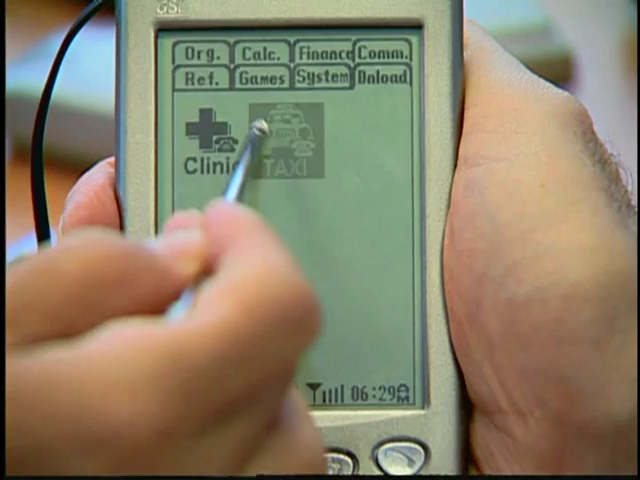 GSL
Org. Calc. Finance Comm.
Ref. Games System Dnload
Clinic TAXI
06:29